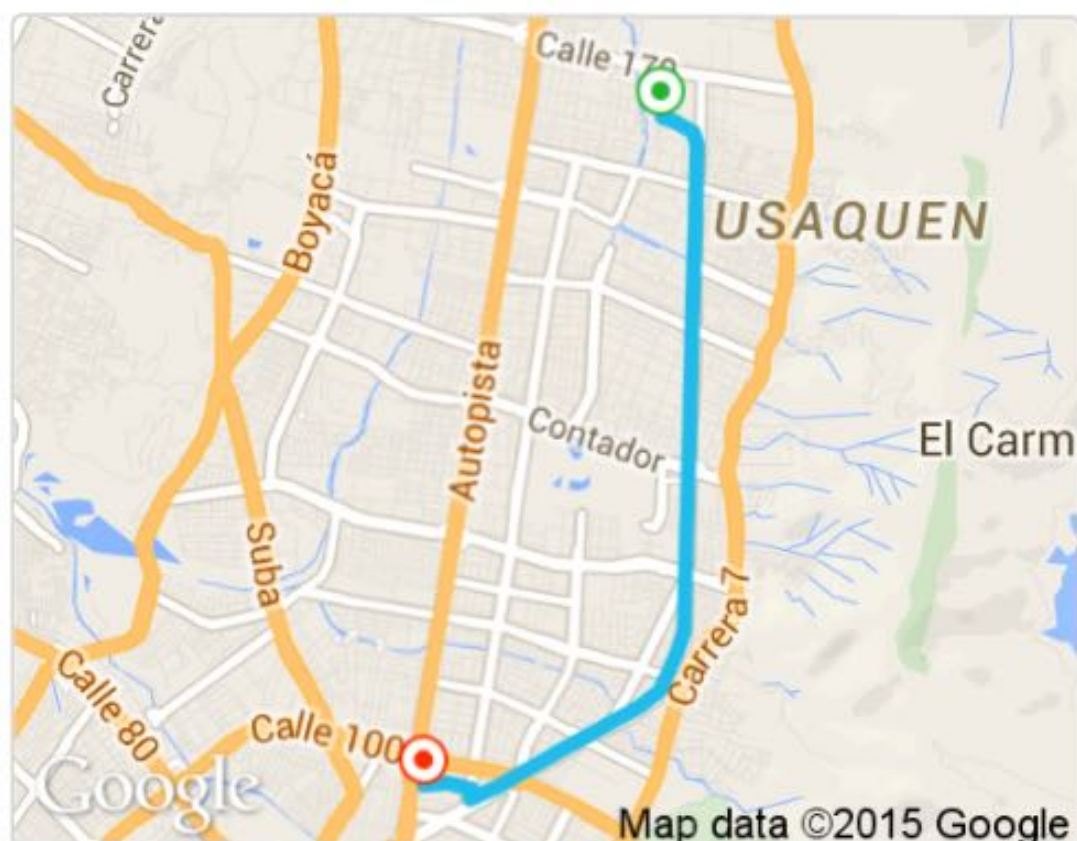 Carrera
Calle 170
Boyacá
USAQUEN
Autopista
Contador
El Carm
Suba
Carrera 7
Calle 80
Calle 100
Google
Map data ©2015 Google